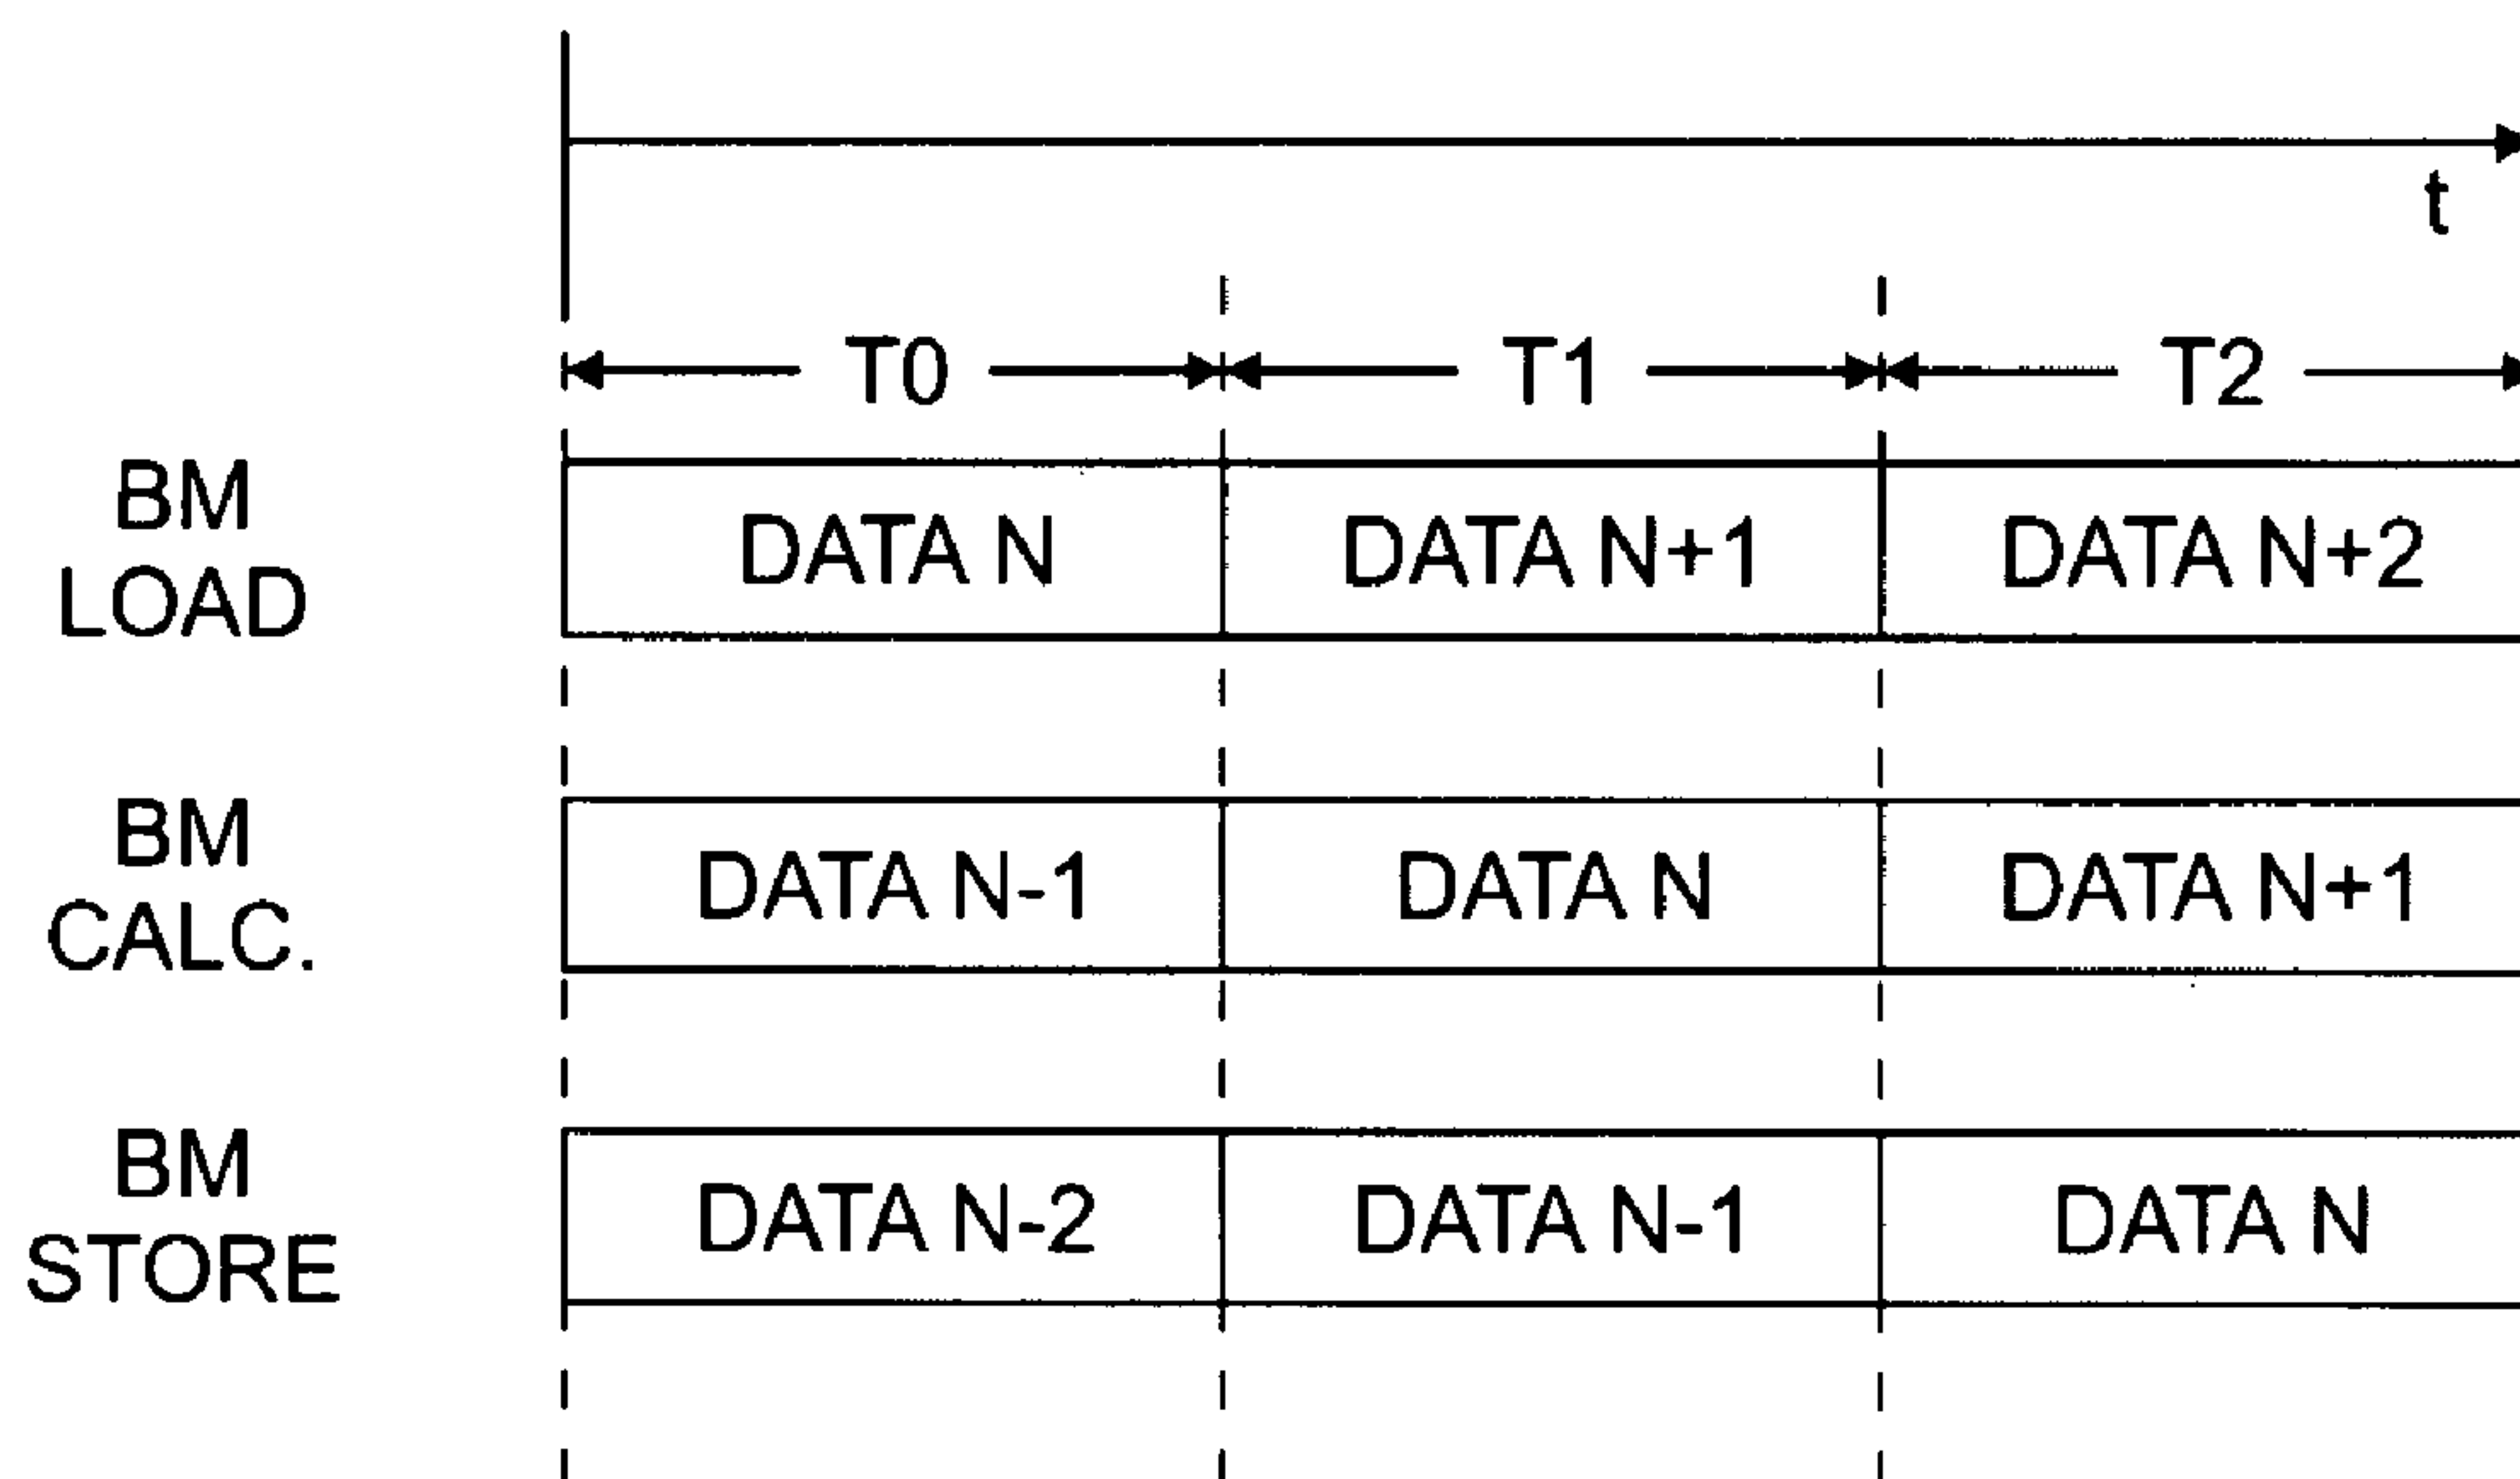 t
T0 T1 T2
BM
LOAD
DATA N DATA N+1 DATA N+2
BM
CALC.
DATA N-1 DATA N DATA N+1
BM
STORE
DATA N-2 DATA N-1 DATA N